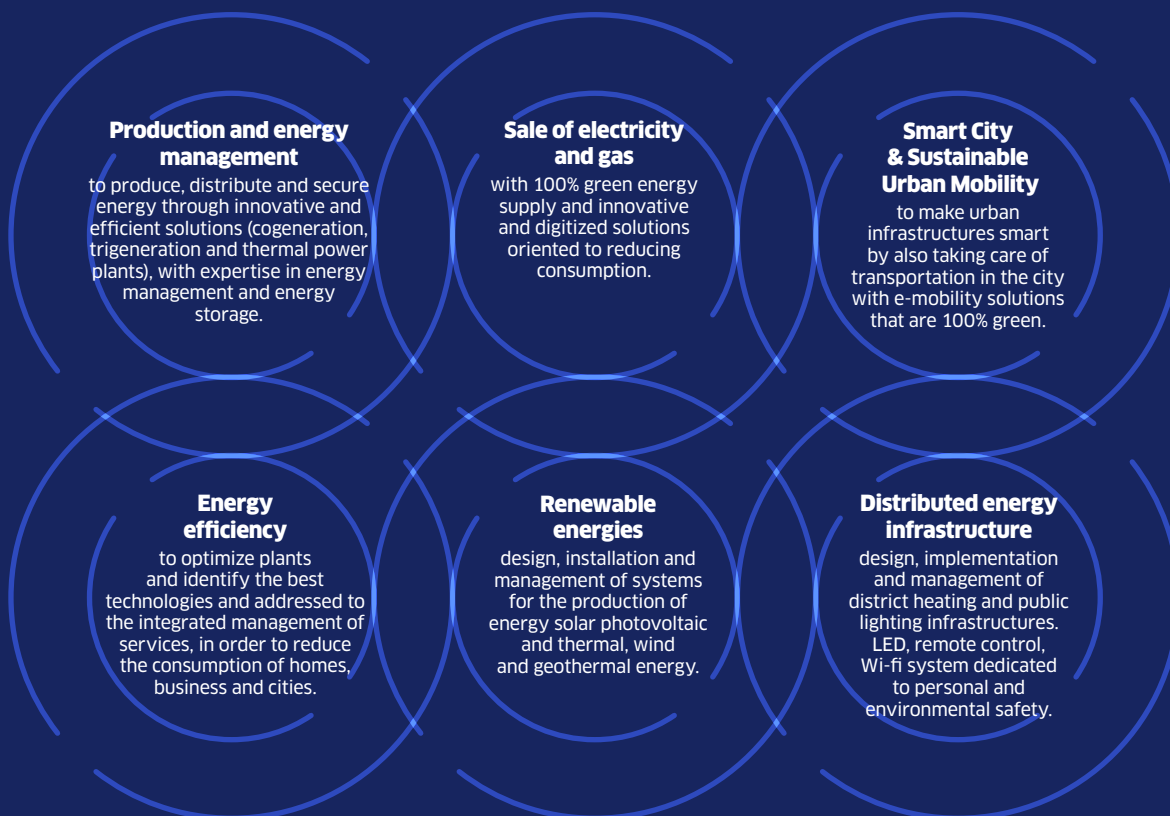 Production and energy
management
to produce, distribute and secure
energy through innovative and
efficient solutions (cogeneration,
trigeneration and thermal power
plants), with expertise in energy
management and energy
storage.
Sale of electricity
and gas
with 100% green energy
supply and innovative
and digitized solutions
oriented to reducing
consumption.
Smart City
& Sustainable
Urban Mobility
to make urban
infrastructures smart
by also taking care of
transportation in the city
with e-mobility solutions
that are 100% green.
Energy
efficiency
to optimize plants
and identify the best
technologies and addressed to
the integrated management of
services, in order to reduce
the consumption of homes,
business and cities.
Renewable
energies
design, installation and
management of systems
for the production of
energy solar photovoltaic
and thermal, wind
and geothermal energy.
Distributed energy
infrastructure
design, implementation
and management of
district heating and public
lighting infrastructures.
LED, remote control,
Wi-fi system dedicated
to personal and
environmental safety.